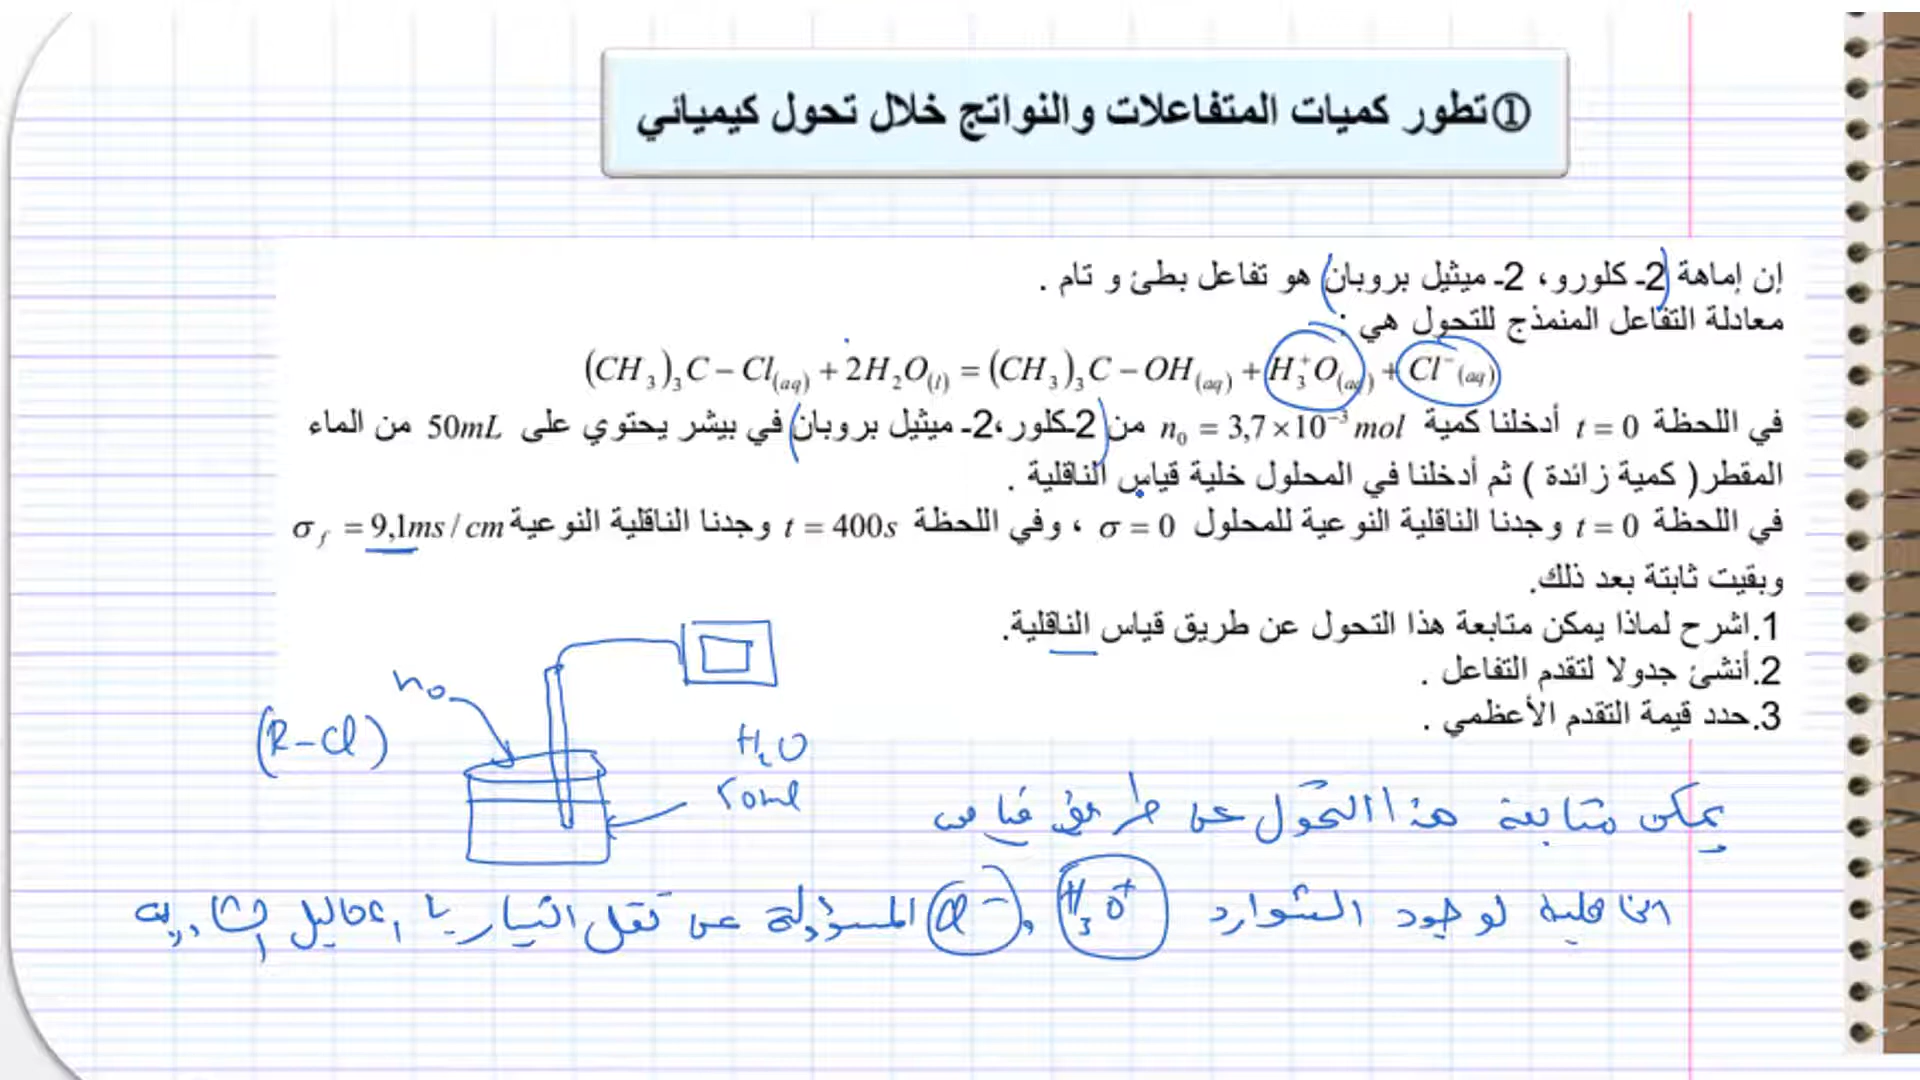 ①تطور كميات المتفاعلات والنواتج خلال تحول كيميائي
إن إماهة (2ـ كلورو، 2ـ ميثيل بروبان) هو تفاعل بطئ و تام .
معادلة التفاعل المنمذج للتحول هي :
(CH₃)₃C – Cl(aq) + 2H₂O(l) = (CH₃)₃C – OH(aq) + H₃⁺O(aq) + Cl⁻(aq)
في اللحظة t = 0 أدخلنا كمية n₀ = 3,7 × 10⁻³ mol من (2ـكلور،2ـ ميثيل بروبان) في بيشر يحتوي على 50mL من الماء
المقطر( كمية زائدة ) ثم أدخلنا في المحلول خلية قياس الناقلية .
في اللحظة t = 0 وجدنا الناقلية النوعية للمحلول σ = 0 ، وفي اللحظة t = 400s وجدنا الناقلية النوعية σf = 9,1ms / cm
وبقيت ثابتة بعد ذلك.
1.اشرح لماذا يمكن متابعة هذا التحول عن طريق قياس الناقلية.
2.أنشئ جدولا لتقدم التفاعل .
3.حدد قيمة التقدم الأعظمي .
n₀
(R-Cl)
H₂O
50ml
يمكن متابعة هذا التحول عن طريق قياس
الناقلية لوجود الشوارد H₃O⁺ و Cl⁻ المسؤولة عن نقل التيار بالمحاليل الشاردية